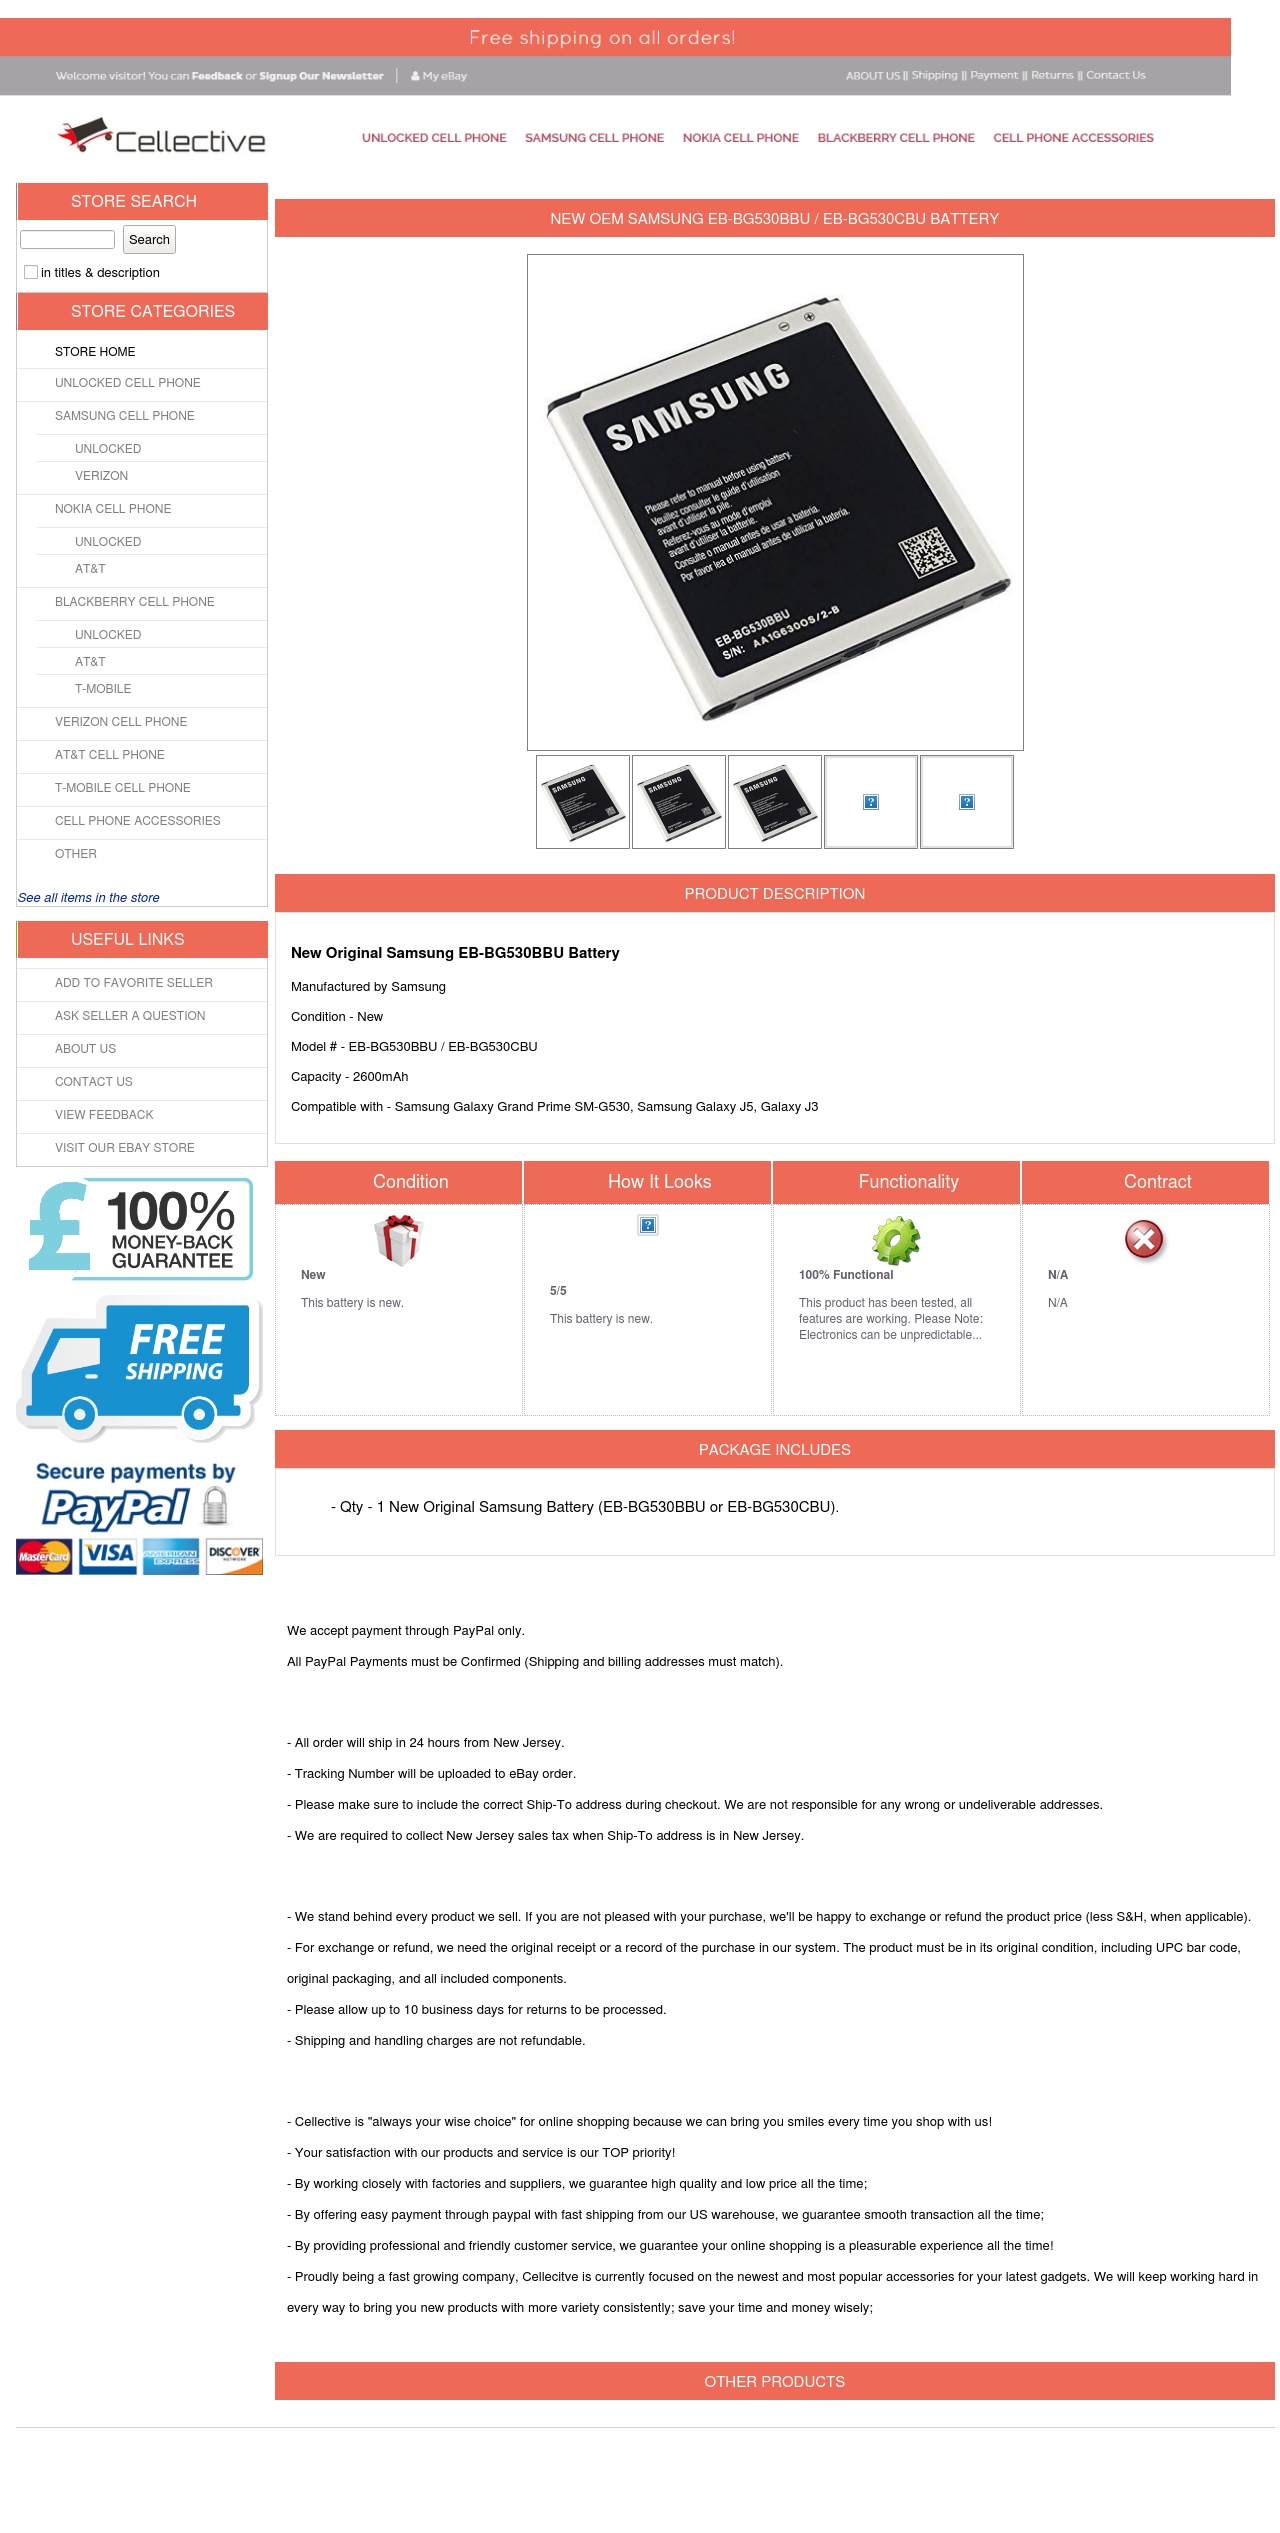 Free shipping on all orders!
Welcome visitor! You can Feedback or Signup Our Newsletter | My eBay
ABOUT US || Shipping || Payment || Returns || Contact Us
Cellective
UNLOCKED CELL PHONE SAMSUNG CELL PHONE NOKIA CELL PHONE BLACKBERRY CELL PHONE CELL PHONE ACCESSORIES
STORE SEARCH
Search
in titles & description
STORE CATEGORIES
STORE HOME
UNLOCKED CELL PHONE
SAMSUNG CELL PHONE
UNLOCKED
VERIZON
NOKIA CELL PHONE
UNLOCKED
AT&T
BLACKBERRY CELL PHONE
UNLOCKED
AT&T
T-MOBILE
VERIZON CELL PHONE
AT&T CELL PHONE
T-MOBILE CELL PHONE
CELL PHONE ACCESSORIES
OTHER
See all items in the store
USEFUL LINKS
ADD TO FAVORITE SELLER
ASK SELLER A QUESTION
ABOUT US
CONTACT US
VIEW FEEDBACK
VISIT OUR EBAY STORE
£ 100%
MONEY-BACK
GUARANTEE
FREE
SHIPPING
Secure payments by
PayPal
MasterCard VISA AMERICAN EXPRESS DISCOVER NETWORK
NEW OEM SAMSUNG EB-BG530BBU / EB-BG530CBU BATTERY
SAMSUNG
Please refer to manual before using battery.
Veuillez consulter le guide d'utilisation
avant d'utiliser la pile.
Referez-vous au mode d'emploi
avant d'utiliser la batterie.
Consulte o manual antes de usar a bateria.
Por favor lea el manual antes de utilizar la batería.
EB-BG530BBU
S/N: AA1G630OS/2-B
SAMSUNG
SAMSUNG
SAMSUNG
PRODUCT DESCRIPTION
New Original Samsung EB-BG530BBU Battery
Manufactured by Samsung
Condition - New
Model # - EB-BG530BBU / EB-BG530CBU
Capacity - 2600mAh
Compatible with - Samsung Galaxy Grand Prime SM-G530, Samsung Galaxy J5, Galaxy J3
Condition
New
This battery is new.
How It Looks
5/5
This battery is new.
Functionality
100% Functional
This product has been tested, all
features are working. Please Note:
Electronics can be unpredictable...
Contract
N/A
N/A
PACKAGE INCLUDES
- Qty - 1 New Original Samsung Battery (EB-BG530BBU or EB-BG530CBU).
We accept payment through PayPal only.
All PayPal Payments must be Confirmed (Shipping and billing addresses must match).
- All order will ship in 24 hours from New Jersey.
- Tracking Number will be uploaded to eBay order.
- Please make sure to include the correct Ship-To address during checkout. We are not responsible for any wrong or undeliverable addresses.
- We are required to collect New Jersey sales tax when Ship-To address is in New Jersey.
- We stand behind every product we sell. If you are not pleased with your purchase, we'll be happy to exchange or refund the product price (less S&H, when applicable).
- For exchange or refund, we need the original receipt or a record of the purchase in our system. The product must be in its original condition, including UPC bar code,
original packaging, and all included components.
- Please allow up to 10 business days for returns to be processed.
- Shipping and handling charges are not refundable.
- Cellective is "always your wise choice" for online shopping because we can bring you smiles every time you shop with us!
- Your satisfaction with our products and service is our TOP priority!
- By working closely with factories and suppliers, we guarantee high quality and low price all the time;
- By offering easy payment through paypal with fast shipping from our US warehouse, we guarantee smooth transaction all the time;
- By providing professional and friendly customer service, we guarantee your online shopping is a pleasurable experience all the time!
- Proudly being a fast growing company, Cellecitve is currently focused on the newest and most popular accessories for your latest gadgets. We will keep working hard in
every way to bring you new products with more variety consistently; save your time and money wisely;
OTHER PRODUCTS